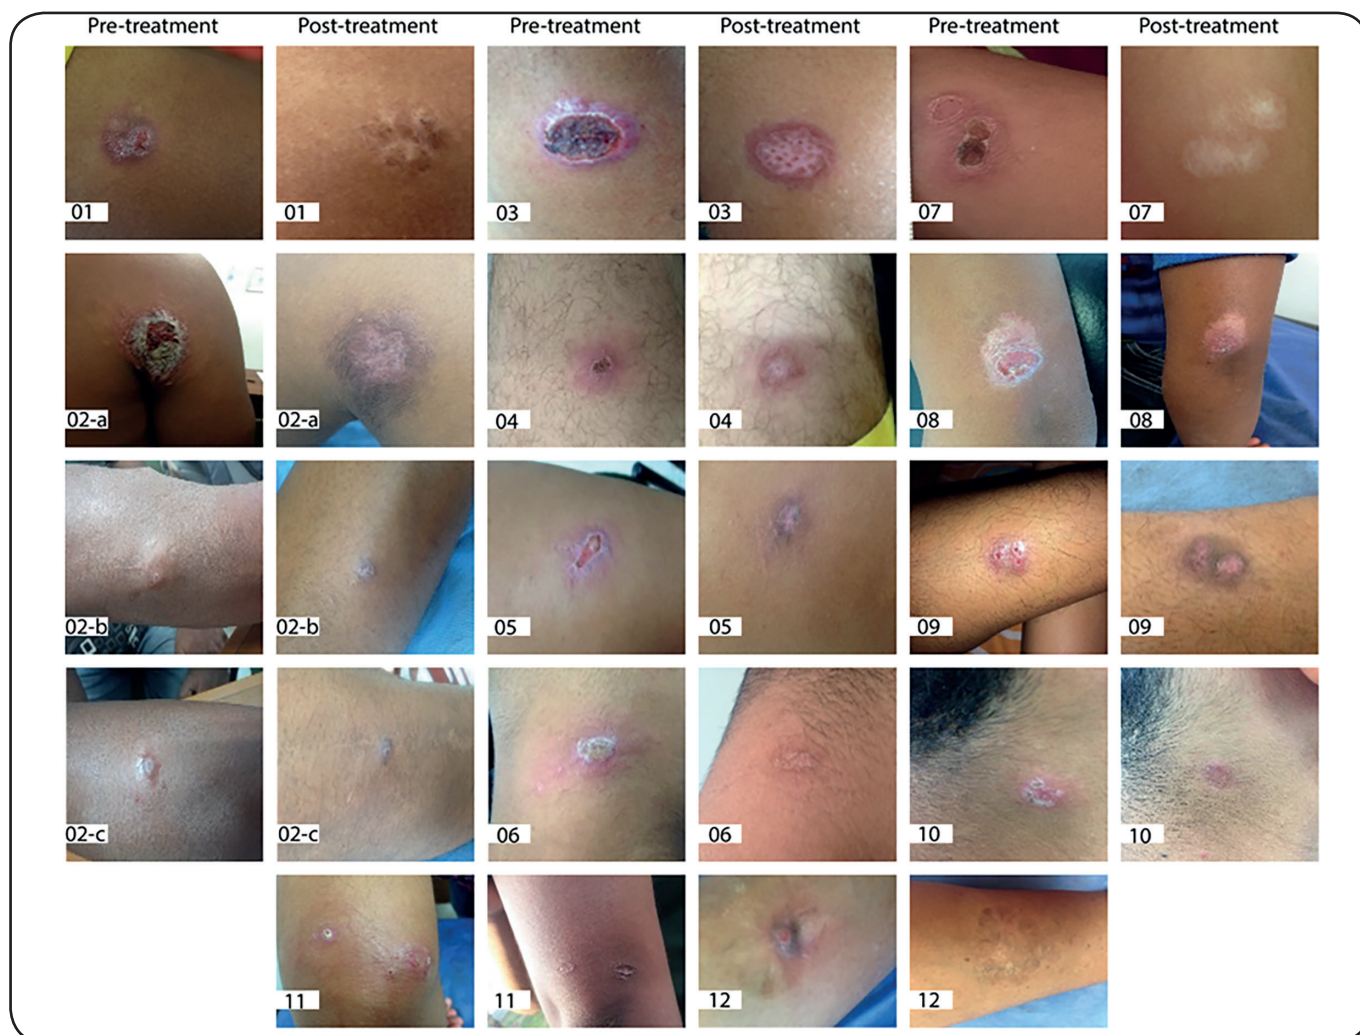 Pre-treatment Post-treatment Pre-treatment Post-treatment Pre-treatment Post-treatment
01 01 03 03 07 07
02-a 02-a 04 04 08 08
02-b 02-b 05 05 09 09
02-c 02-c 06 06 10 10
11 11 12 12